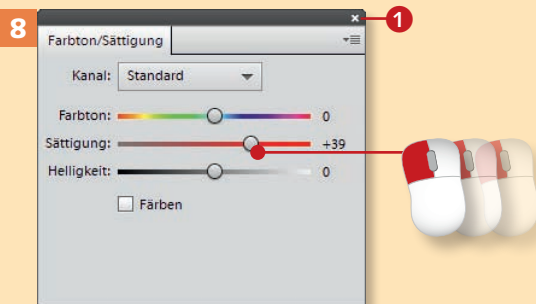 8
1
Farbton/Sättigung
Kanal: Standard
Farbton: 0
Sättigung: +39
Helligkeit: 0
Färben